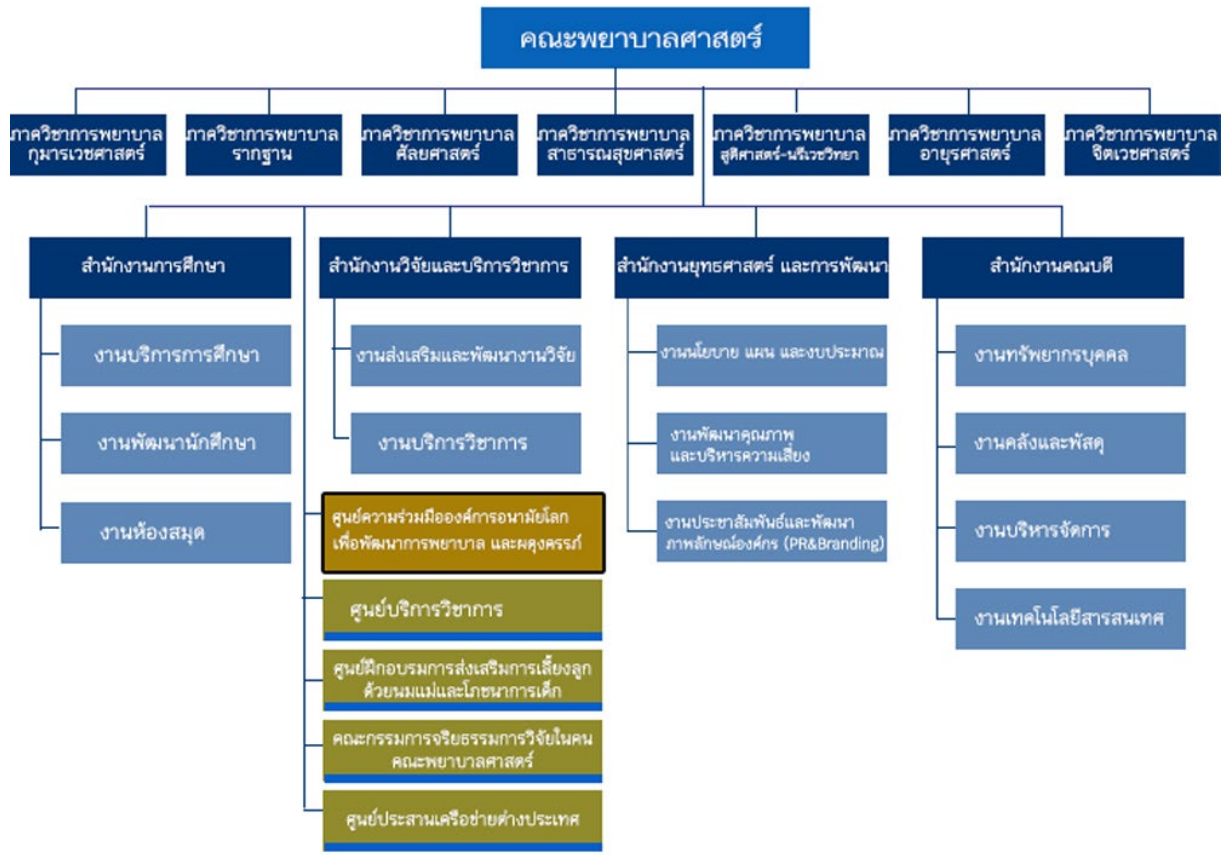 คณะพยาบาลศาสตร์
ภาควิชาการพยาบาล
กุมารเวชศาสตร์
ภาควิชาการพยาบาล
รากฐาน
ภาควิชาการพยาบาล
ศัลยศาสตร์
ภาควิชาการพยาบาล
สาธารณสุขศาสตร์
ภาควิชาการพยาบาล
สูติศาสตร์-นรีเวชวิทยา
ภาควิชาการพยาบาล
อายุรศาสตร์
ภาควิชาการพยาบาล
จิตเวชศาสตร์
สำนักงานการศึกษา
งานบริการการศึกษา
งานพัฒนานักศึกษา
งานห้องสมุด
สำนักงานวิจัยและบริการวิชาการ
งานส่งเสริมและพัฒนางานวิจัย
งานบริการวิชาการ
ศูนย์ความร่วมมือองค์การอนามัยโลก
เพื่อพัฒนาการพยาบาล และผดุงครรภ์
ศูนย์บริการวิชาการ
ศูนย์ฝึกอบรมการส่งเสริมการเลี้ยงลูก
ด้วยนมแม่และโภชนาการเด็ก
คณะกรรมการจริยธรรมการวิจัยในคน
คณะพยาบาลศาสตร์
ศูนย์ประสานเครือข่ายต่างประเทศ
สำนักงานยุทธศาสตร์ และการพัฒนา
งานนโยบาย แผน และงบประมาณ
งานพัฒนาคุณภาพ
และบริหารความเสี่ยง
งานประชาสัมพันธ์และพัฒนา
ภาพลักษณ์องค์กร (PR&Branding)
สำนักงานคณบดี
งานทรัพยากรบุคคล
งานคลังและพัสดุ
งานบริหารจัดการ
งานเทคโนโลยีสารสนเทศ